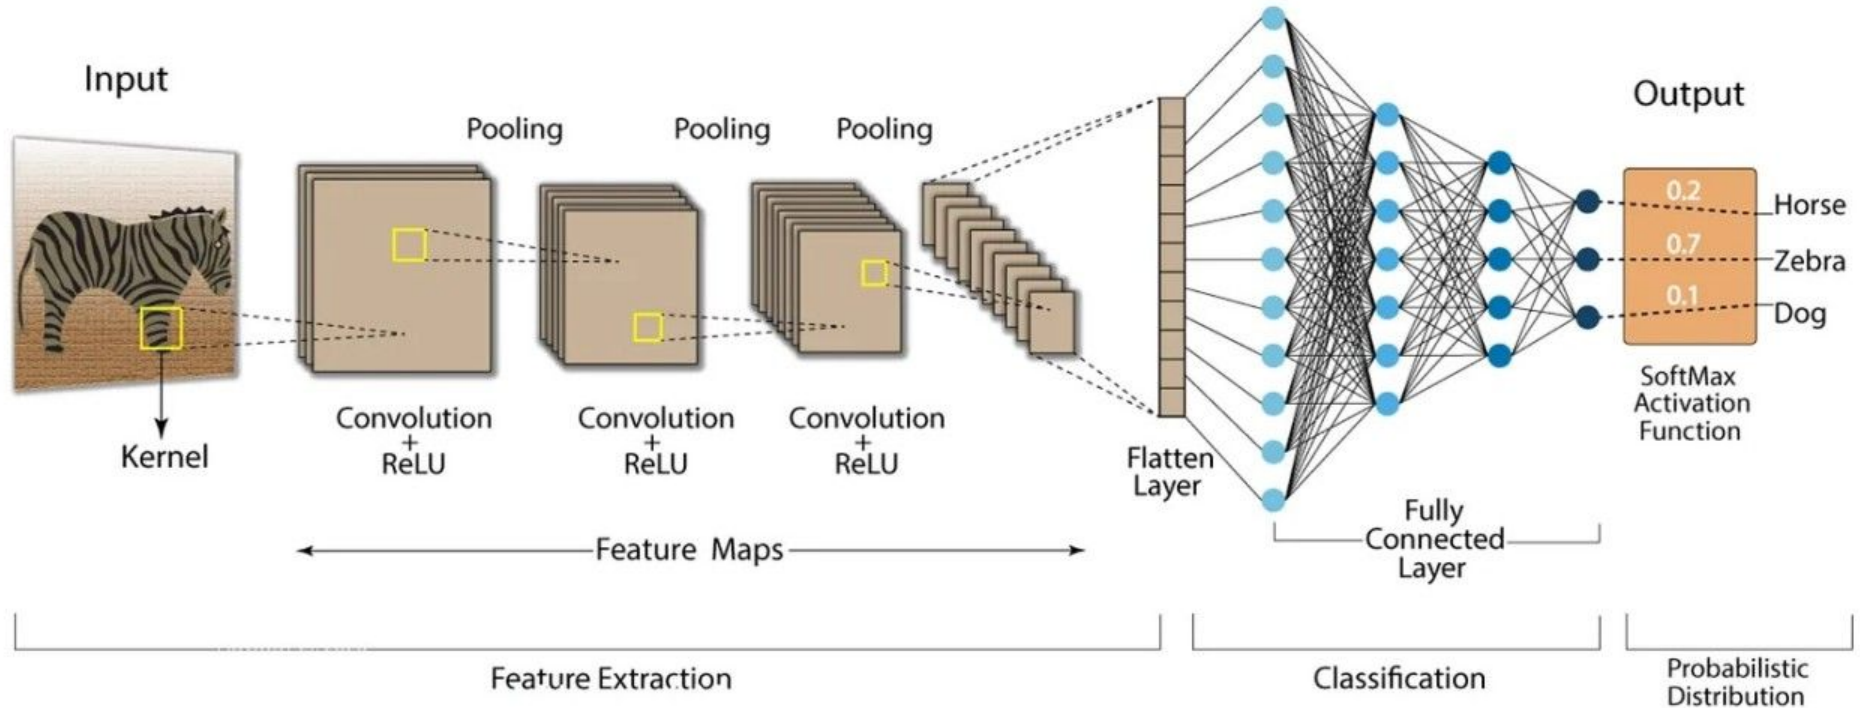 Input
Output
Pooling
Pooling
Pooling
0.2
Horse
0.7
Zebra
0.1
Dog
Kernel
Convolution
+
ReLU
Convolution
+
ReLU
Convolution
+
ReLU
Flatten
Layer
SoftMax
Activation
Function
Feature Maps
Fully
Connected
Layer
Feature Extraction
Classification
Probabilistic
Distribution